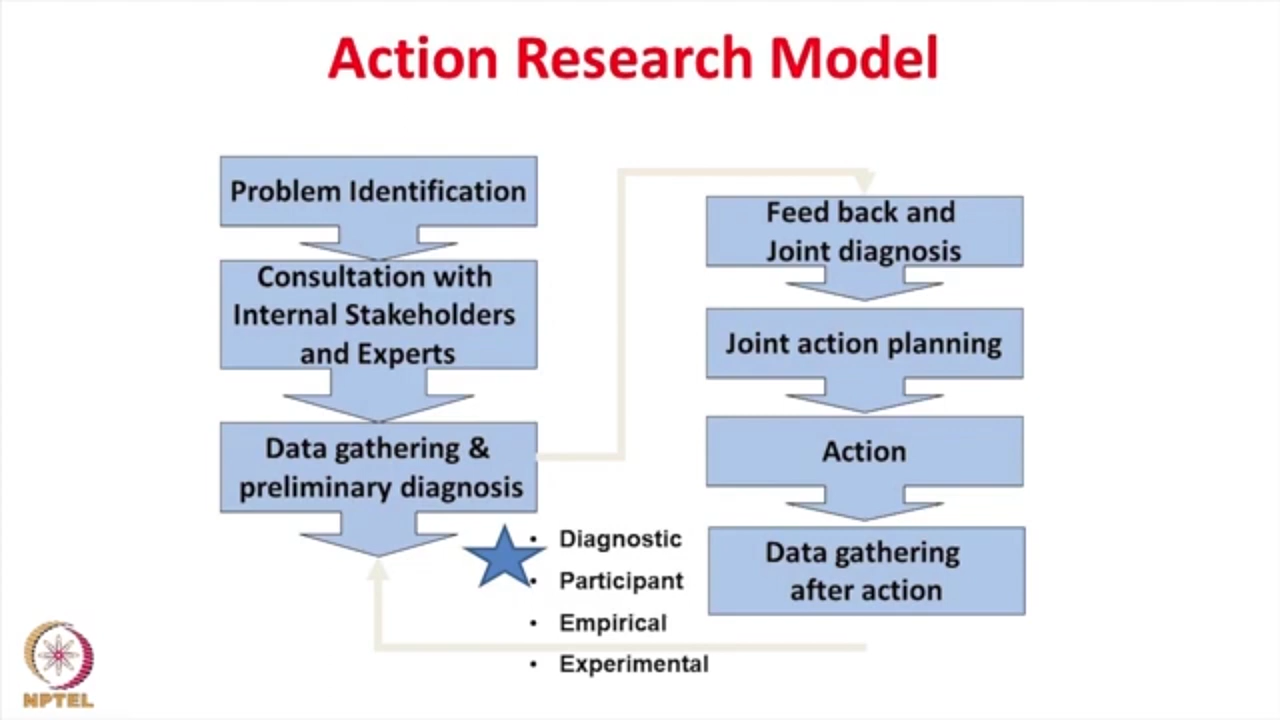 Action Research Model
Problem Identification
Consultation with
Internal Stakeholders
and Experts
Data gathering &
preliminary diagnosis
Feed back and
Joint diagnosis
Joint action planning
Action
Data gathering
after action
• Diagnostic
• Participant
• Empirical
• Experimental
NPTEL